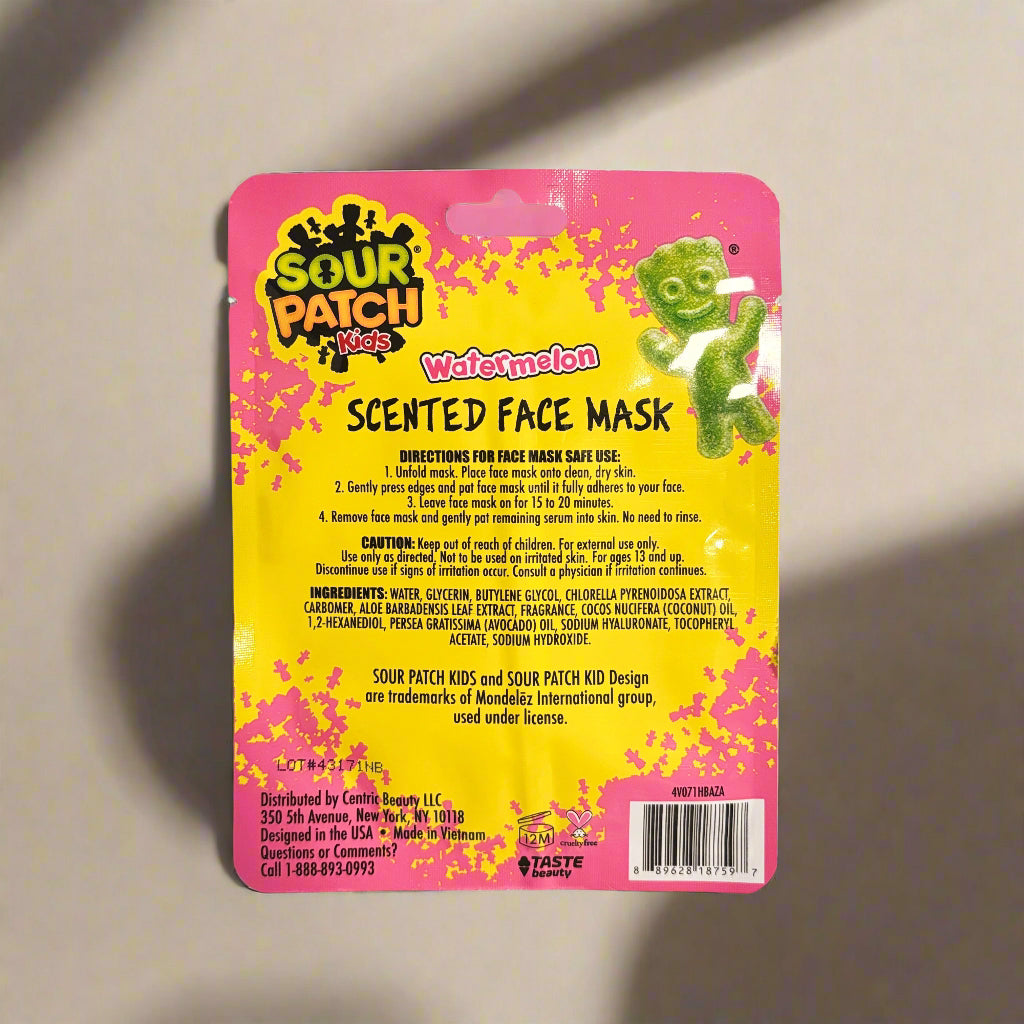 SOUR
PATCH
Kids
®
®
Watermelon
SCENTED FACE MASK
DIRECTIONS FOR FACE MASK SAFE USE:
1. Unfold mask. Place face mask onto clean, dry skin.
2. Gently press edges and pat face mask until it fully adheres to your face.
3. Leave face mask on for 15 to 20 minutes.
4. Remove face mask and gently pat remaining serum into skin. No need to rinse.
CAUTION: Keep out of reach of children. For external use only.
Use only as directed. Not to be used on irritated skin. For ages 13 and up.
Discontinue use if signs of irritation occur. Consult a physician if irritation continues.
INGREDIENTS: WATER, GLYCERIN, BUTYLENE GLYCOL, CHLORELLA PYRENOIDOSA EXTRACT,
CARBOMER, ALOE BARBADENSIS LEAF EXTRACT, FRAGRANCE, COCOS NUCIFERA (COCONUT) OIL,
1,2-HEXANEDIOL, PERSEA GRATISSIMA (AVOCADO) OIL, SODIUM HYALURONATE, TOCOPHERYL
ACETATE, SODIUM HYDROXIDE.
SOUR PATCH KIDS and SOUR PATCH KID Design
are trademarks of Mondelēz International group,
used under license.
LOT#43171NB
Distributed by Centric Beauty LLC
350 5th Avenue, New York, NY 10118
Designed in the USA • Made in Vietnam
Questions or Comments?
Call 1-888-893-0993
12M
crueltyfree
TASTE
beauty
4V071HBAZA
8 89628 18759 7